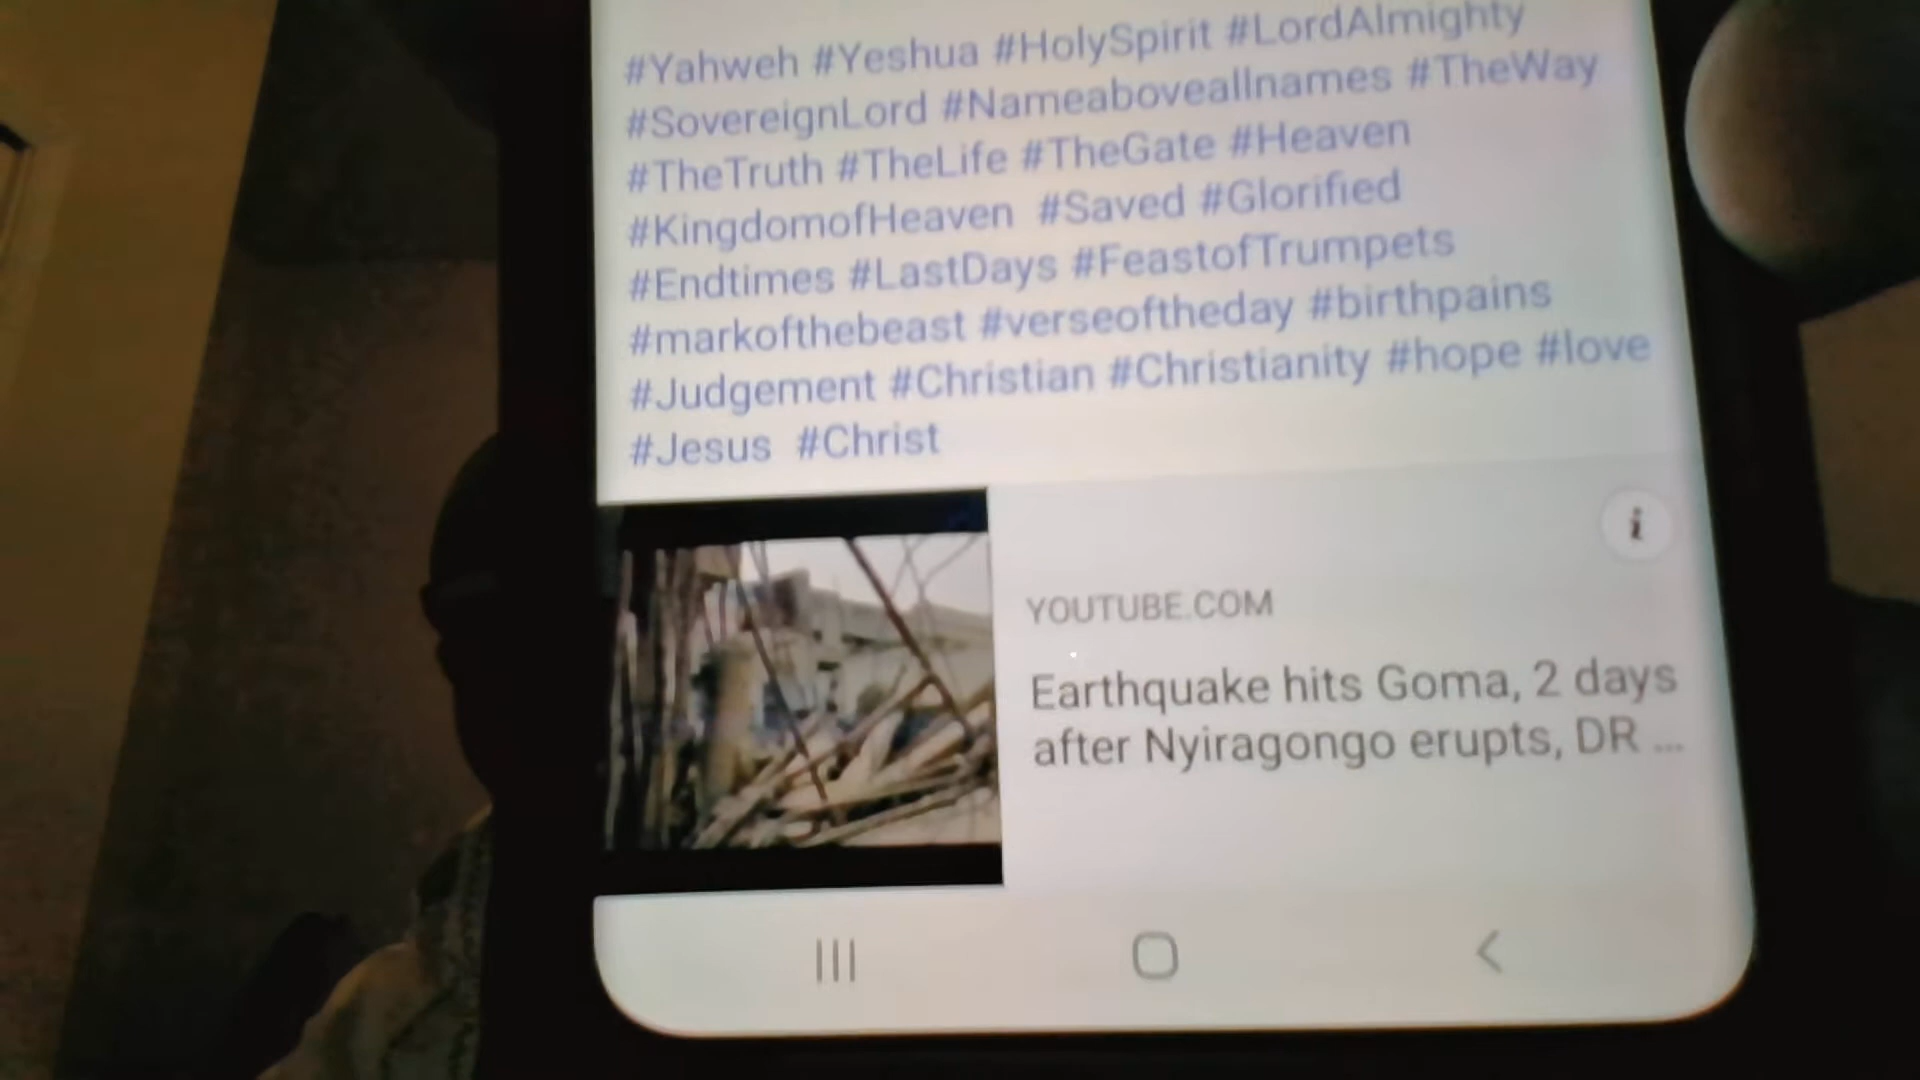 #Yahweh #Yeshua #HolySpirit #LordAlmighty
#SovereignLord #Nameaboveallnames #TheWay
#TheTruth #TheLife #TheGate #Heaven
#KingdomofHeaven #Saved #Glorified
#Endtimes #LastDays #FeastofTrumpets
#markofthebeast #verseoftheday #birthpains
#Judgement #Christian #Christianity #hope #love
#Jesus #Christ
i
YOUTUBE.COM
Earthquake hits Goma, 2 days
after Nyiragongo erupts, DR ...